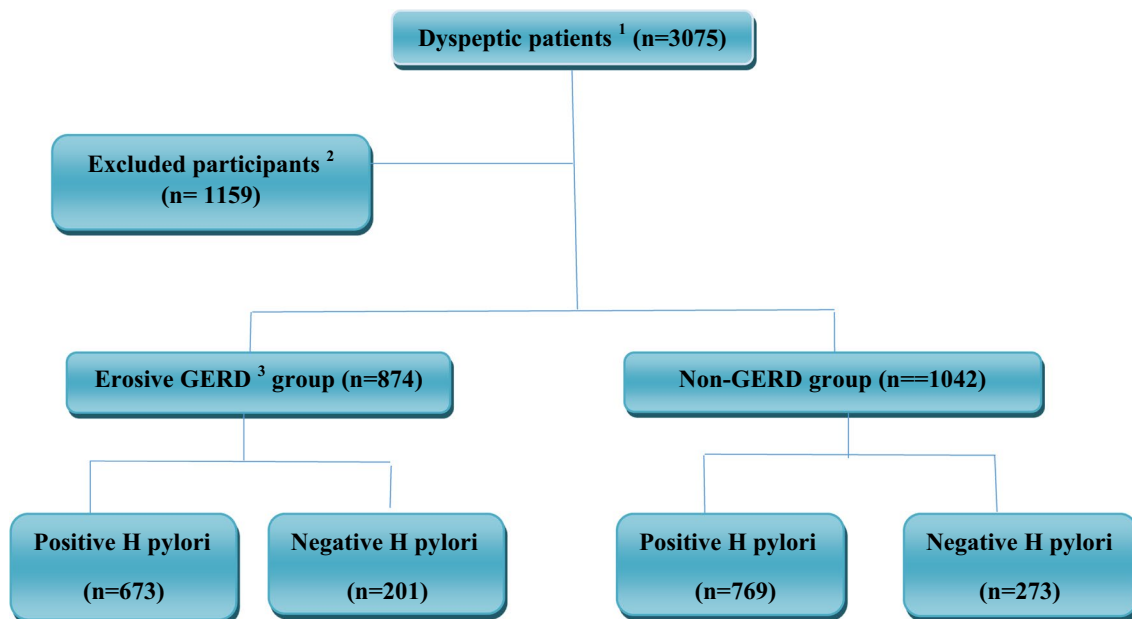 Dyspeptic patients ¹ (n=3075)
Excluded participants ²
(n= 1159)
Erosive GERD ³ group (n=874)
Non-GERD group (n==1042)
Positive H pylori
(n=673)
Negative H pylori
(n=201)
Positive H pylori
(n=769)
Negative H pylori
(n=273)